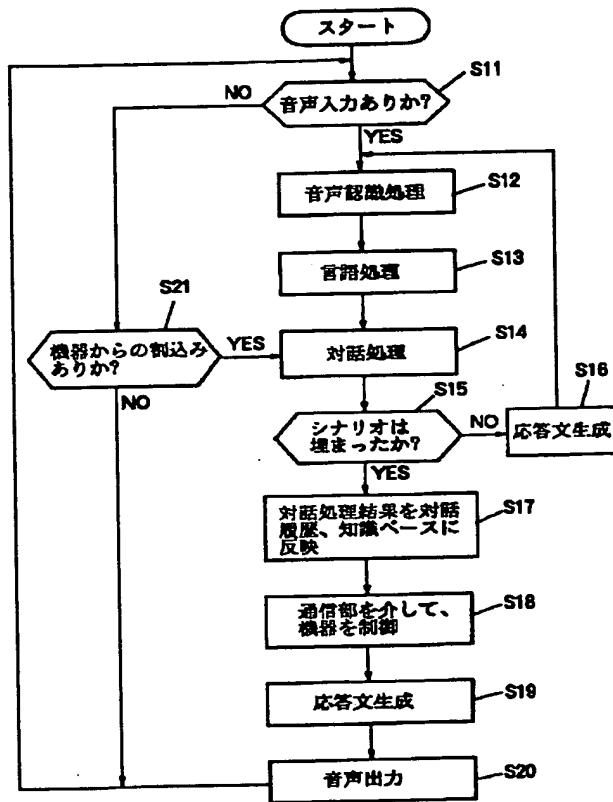 スタート
S11
音声入力ありか?
NO
YES
音声認識処理
S12
言語処理
S13
S21
機器からの割込み
ありか?
YES
NO
対話処理
S14
S15
シナリオは
埋まったか?
NO
YES
S16
応答文生成
対話処理結果を対話
履歴、知識ベースに
反映
S17
通信部を介して、
機器を制御
S18
応答文生成
S19
音声出力
S20